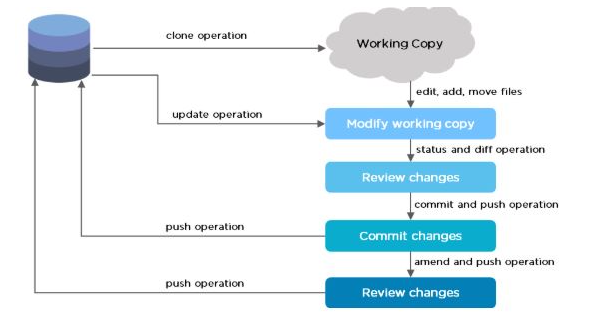 clone operation
Working Copy
edit, add, move files
update operation
Modify working copy
status and diff operation
Review changes
commit and push operation
push operation
Commit changes
amend and push operation
push operation
Review changes